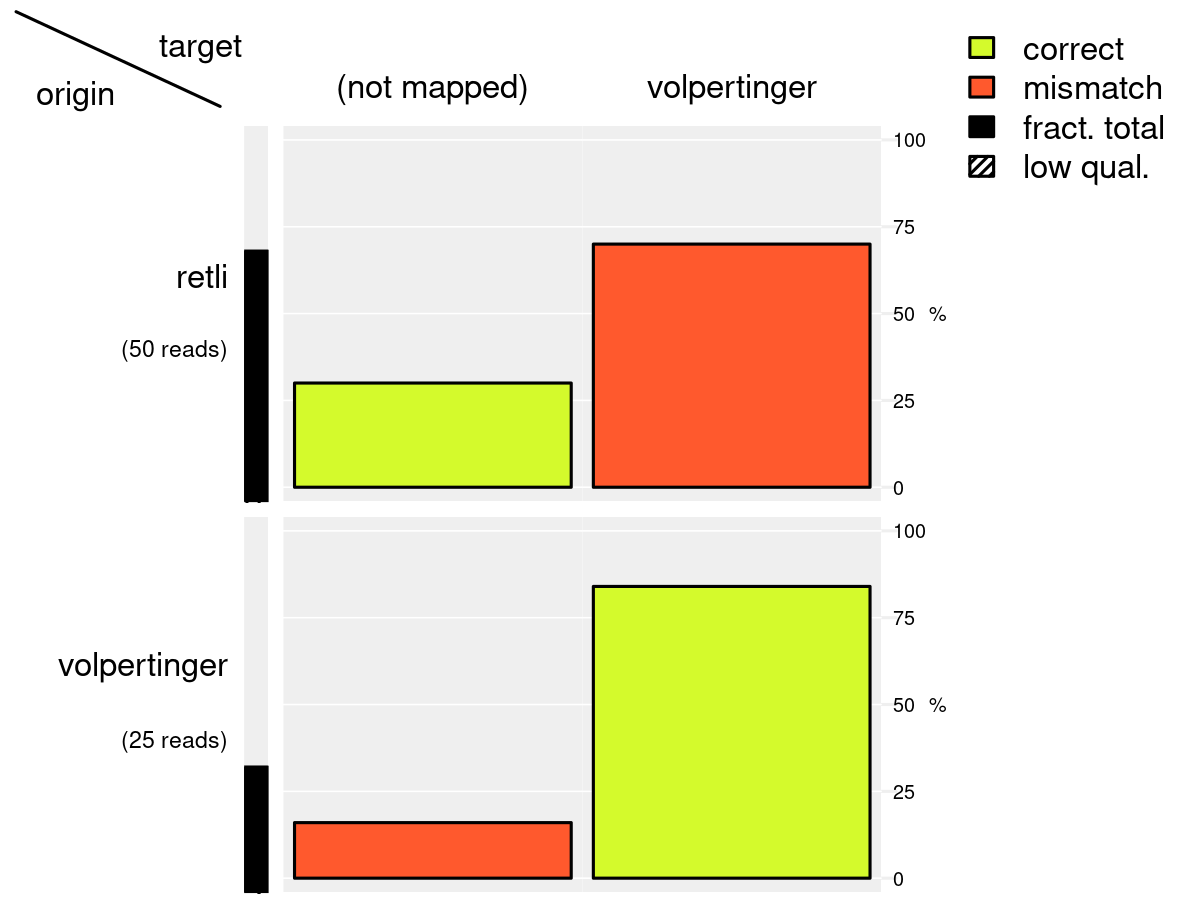 target
origin
(not mapped)
volpertinger
correct
mismatch
fract. total
low qual.
retli
(50 reads)
100
75
50 %
25
0
volpertinger
(25 reads)
100
75
50 %
25
0